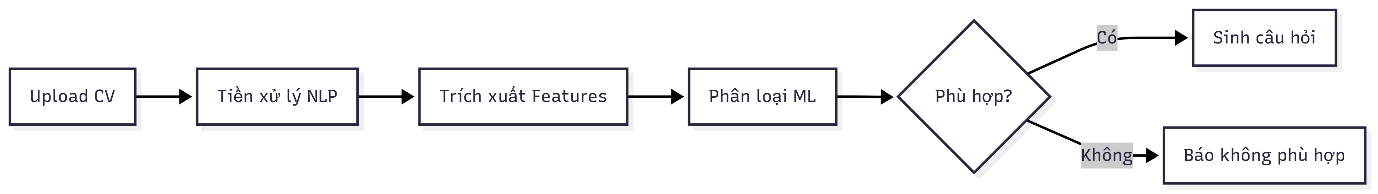 Upload CV
Tiền xử lý NLP
Trích xuất Features
Phân loại ML
Phù hợp?
Có
Sinh câu hỏi
Không
Báo không phù hợp